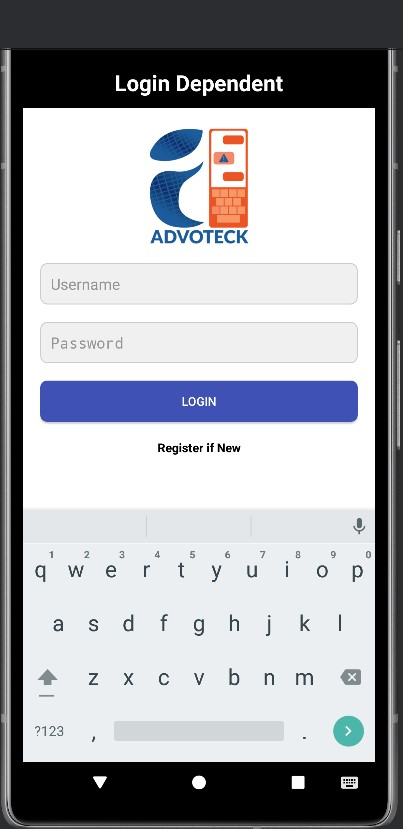 Login Dependent
ADVOTECK
Username
Password
LOGIN
Register if New
1 2 3 4 5 6 7 8 9 0
q w e r t y u i o p
a s d f g h j k l
z x c v b n m
?123 , .